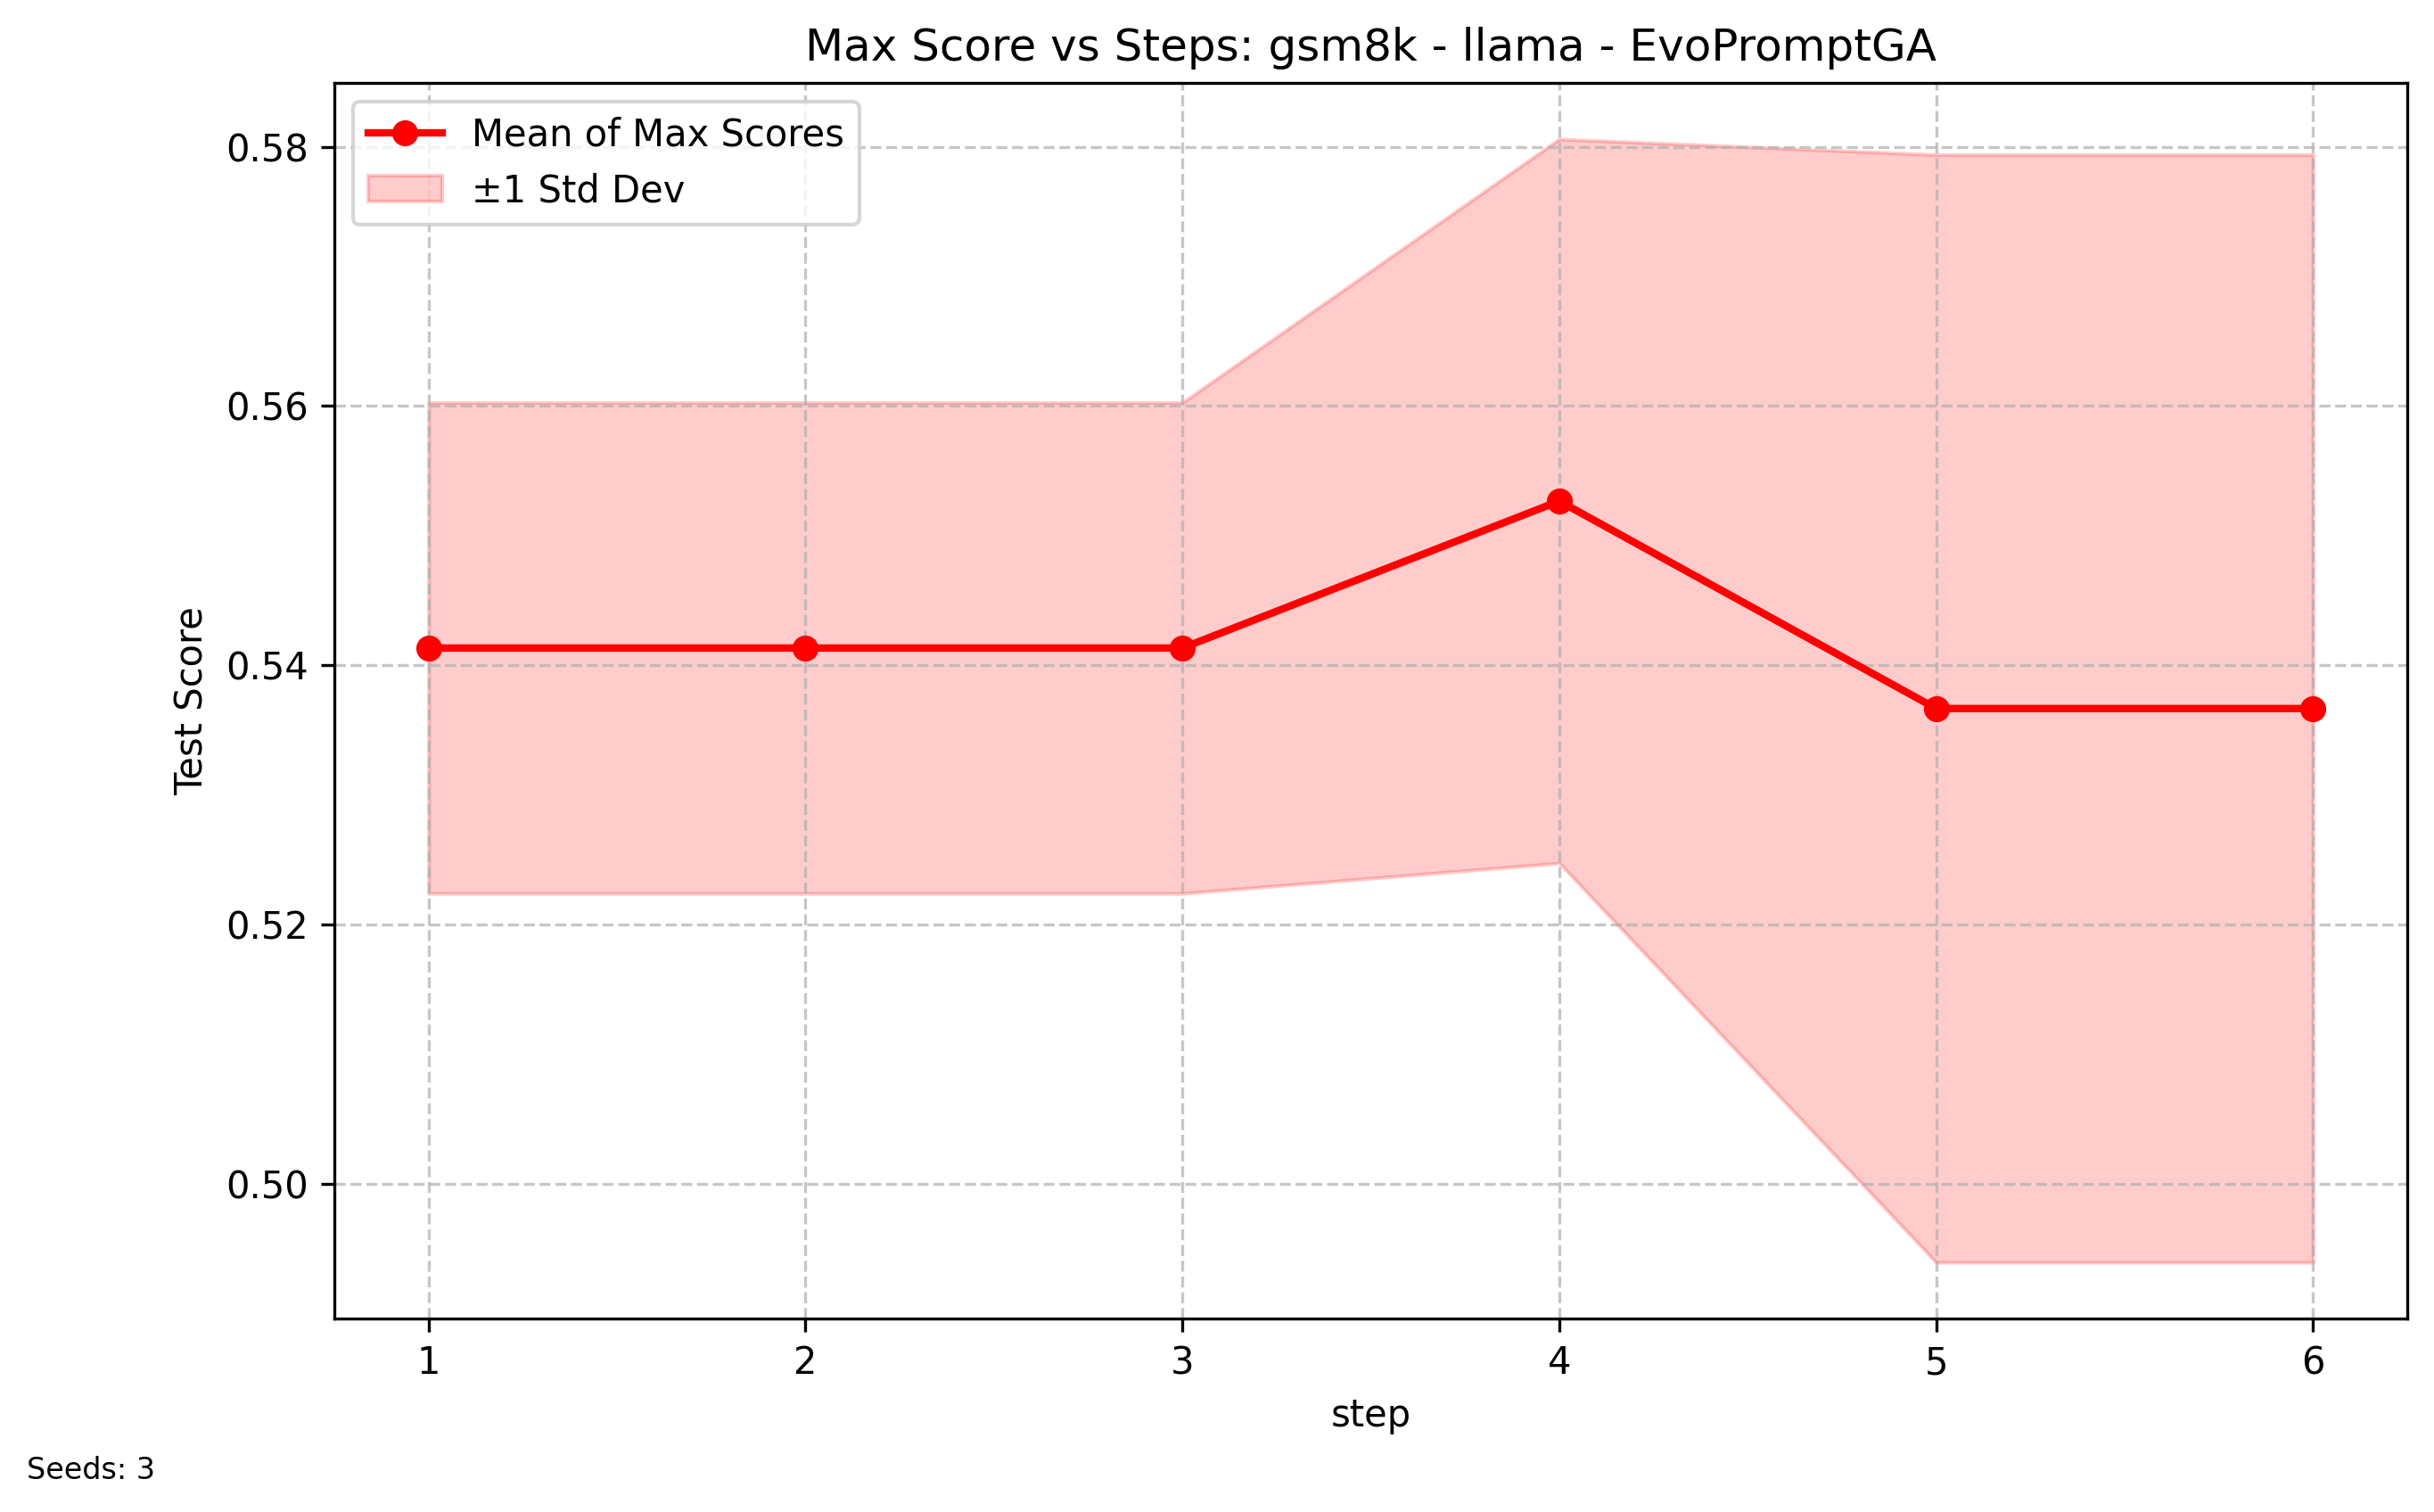 Max Score vs Steps: gsm8k - llama - EvoPromptGA
Mean of Max Scores
±1 Std Dev
0.58
0.56
0.54
0.52
0.50
Test Score
1 2 3 4 5 6
step
Seeds: 3